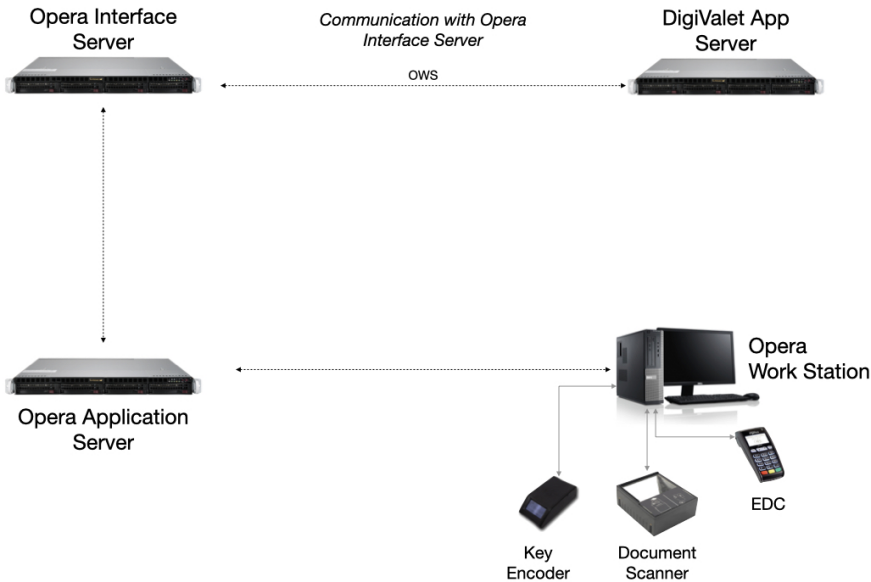 Opera Interface
Server
Communication with Opera
Interface Server
DigiValet App
Server
OWS
Opera
Work Station
Opera Application
Server
EDC
Key
Encoder
Document
Scanner